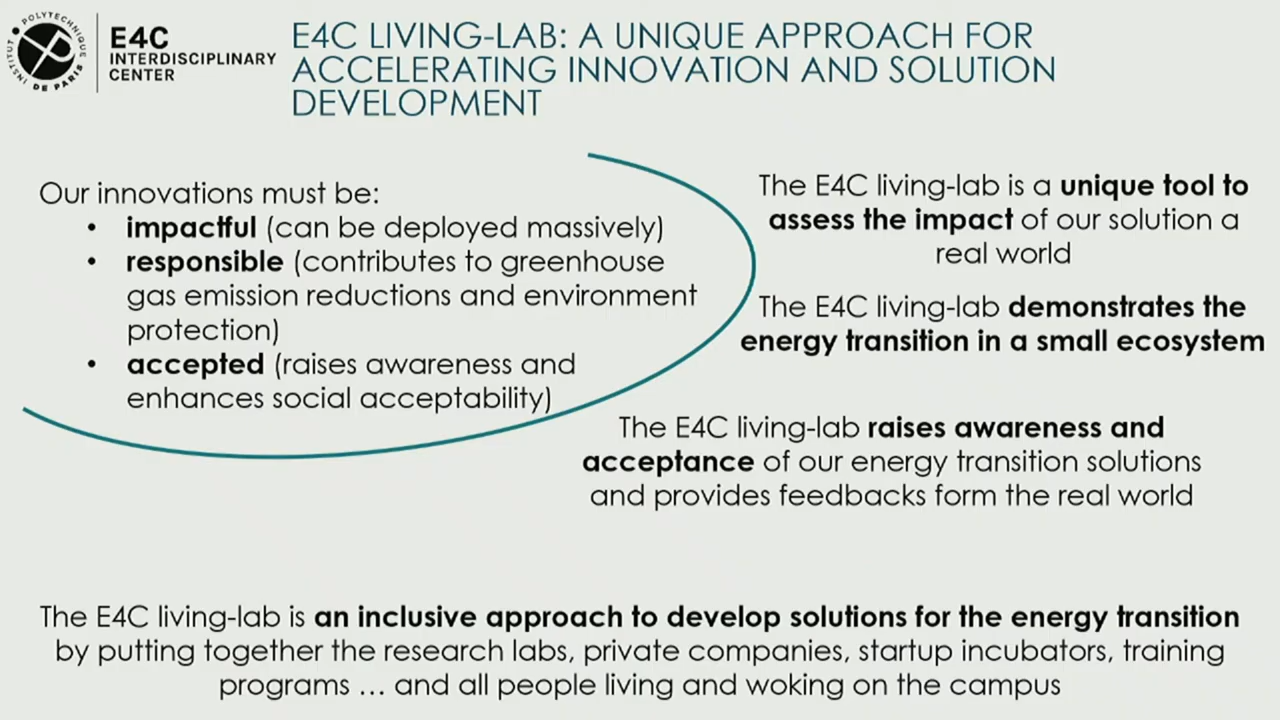 INSTITUT POLYTECHNIQUE DE PARIS
E4C
INTERDISCIPLINARY
CENTER
E4C LIVING-LAB: A UNIQUE APPROACH FOR
ACCELERATING INNOVATION AND SOLUTION
DEVELOPMENT
Our innovations must be:
• impactful (can be deployed massively)
• responsible (contributes to greenhouse
gas emission reductions and environment
protection)
• accepted (raises awareness and
enhances social acceptability)
The E4C living-lab is a unique tool to
assess the impact of our solution a
real world
The E4C living-lab demonstrates the
energy transition in a small ecosystem
The E4C living-lab raises awareness and
acceptance of our energy transition solutions
and provides feedbacks form the real world
The E4C living-lab is an inclusive approach to develop solutions for the energy transition
by putting together the research labs, private companies, startup incubators, training
programs ... and all people living and woking on the campus